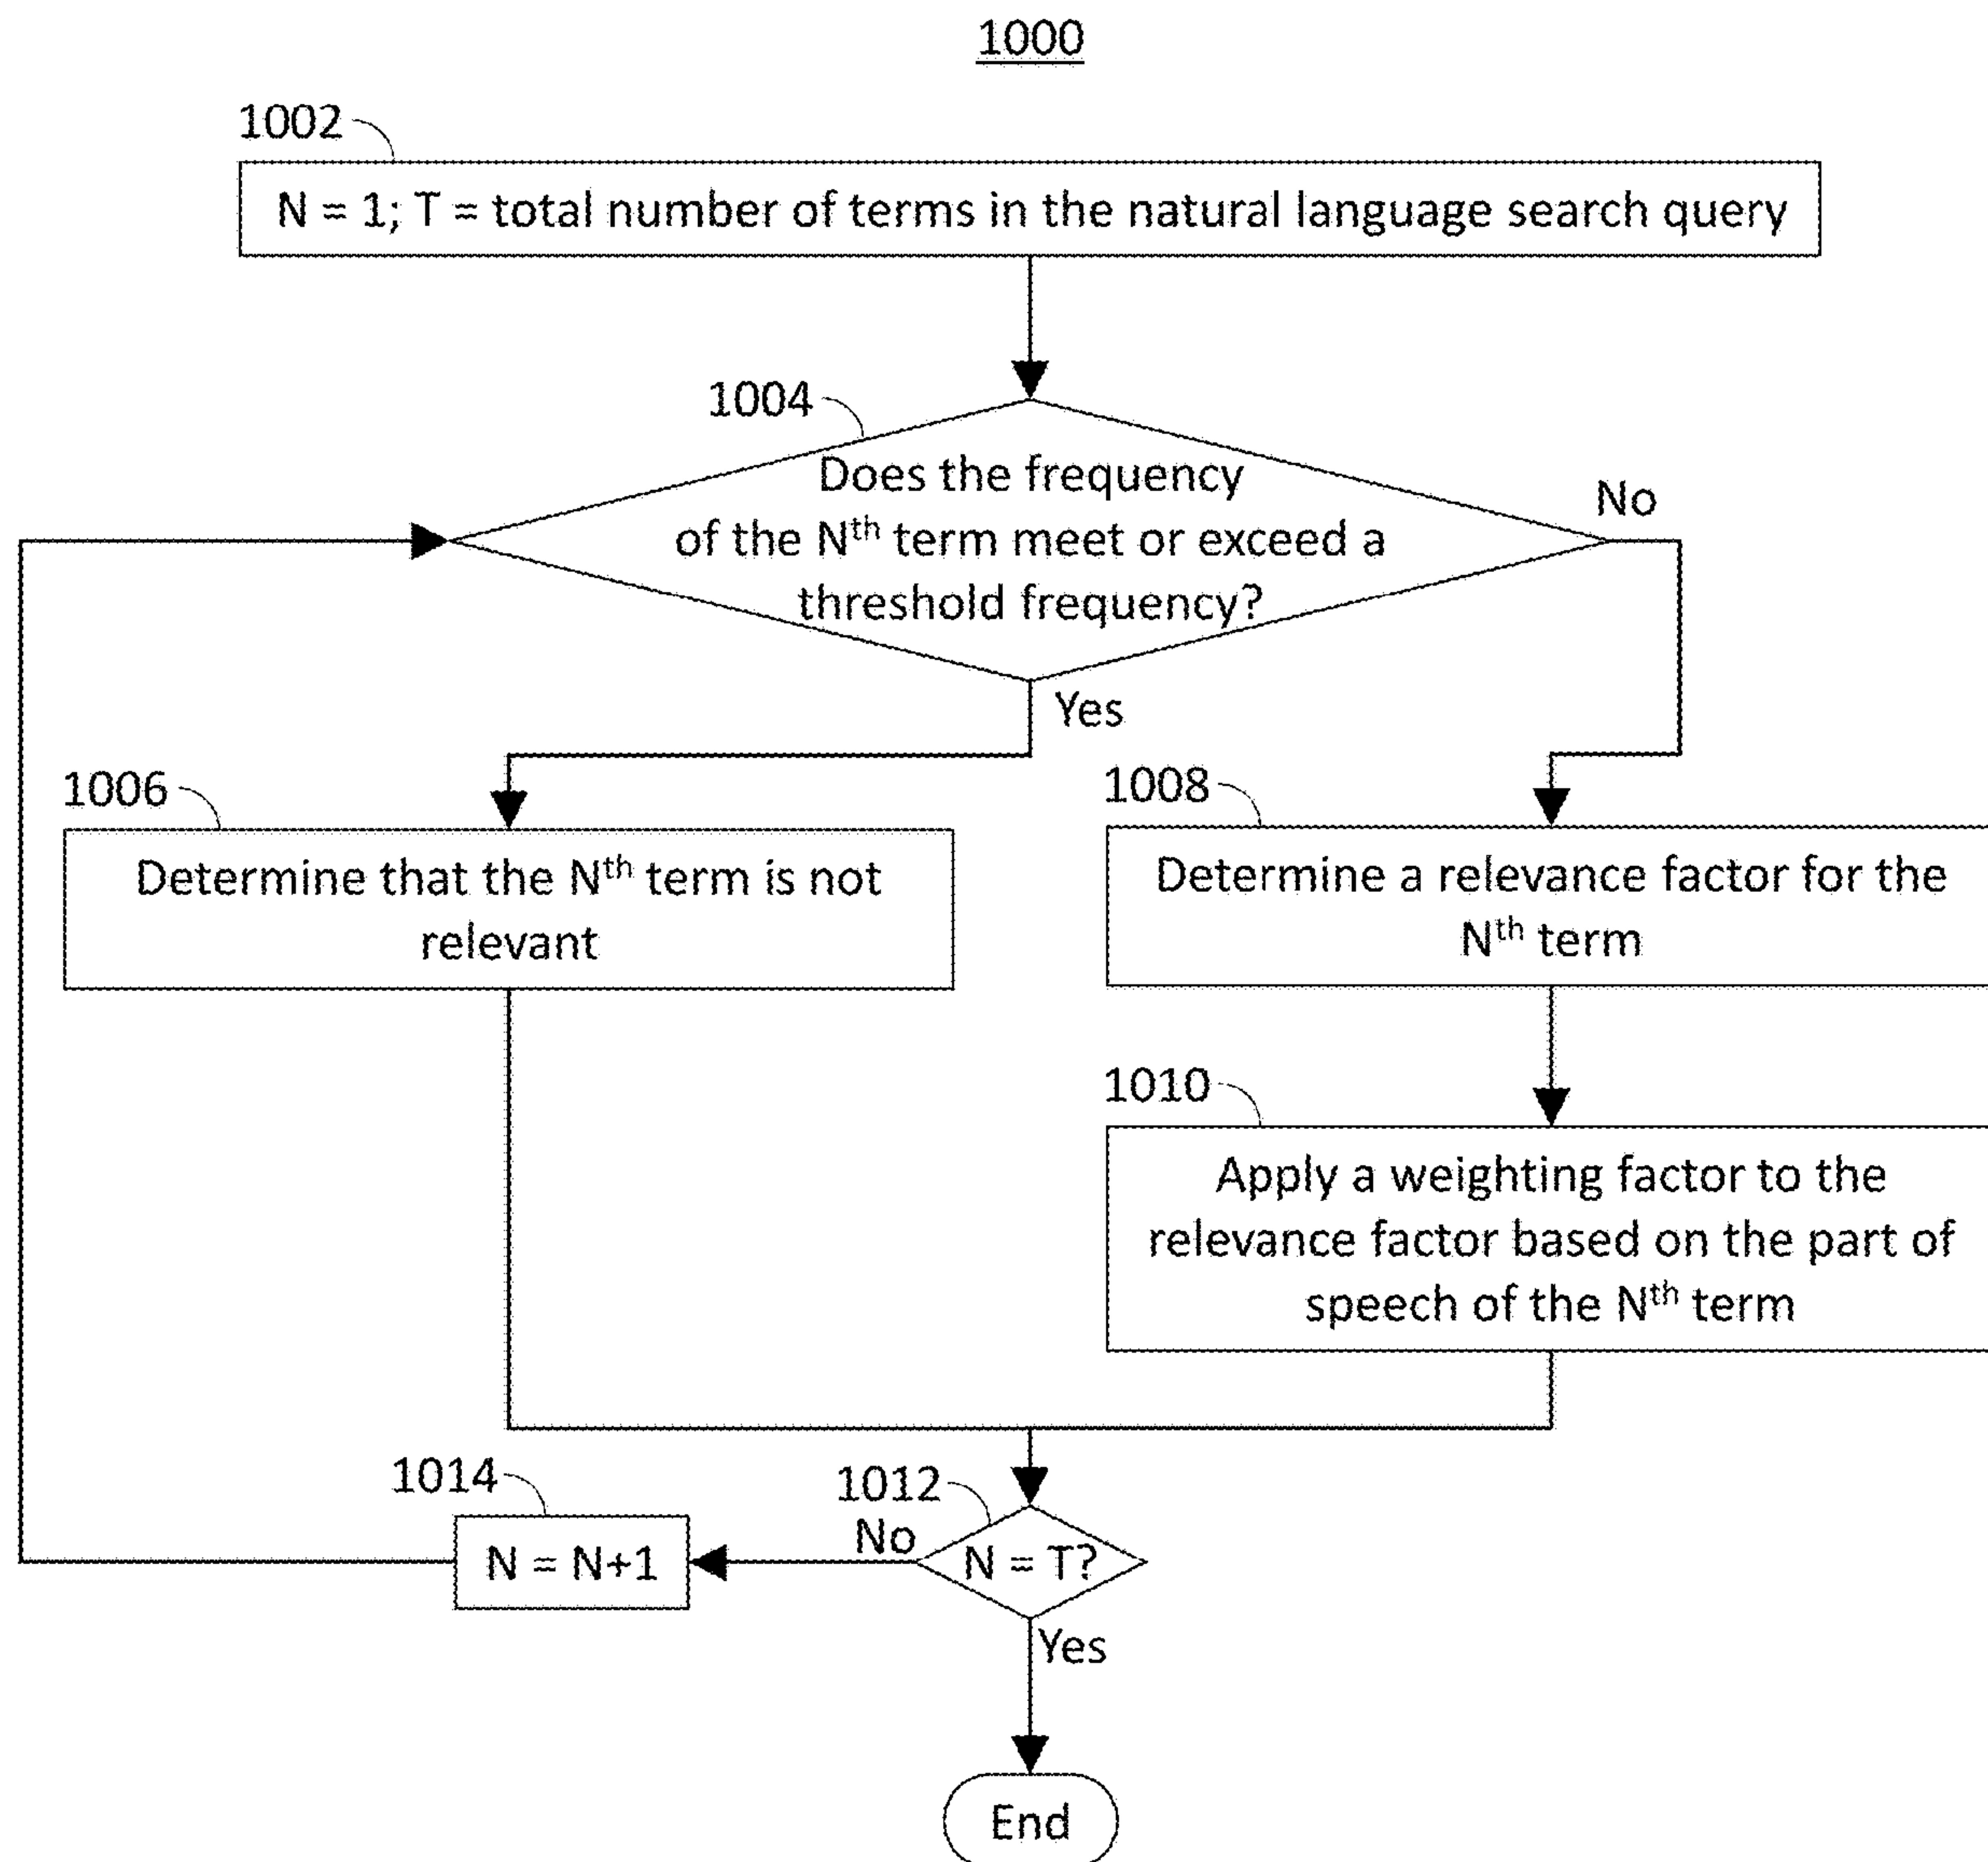 1000
1002
N = 1; T = total number of terms in the natural language search query
1004
Does the frequency
of the Nth term meet or exceed a
threshold frequency?
No
Yes
1006
Determine that the Nth term is not
relevant
1008
Determine a relevance factor for the
Nth term
1010
Apply a weighting factor to the
relevance factor based on the part of
speech of the Nth term
1014
N = N+1
1012
No
N = T?
Yes
End